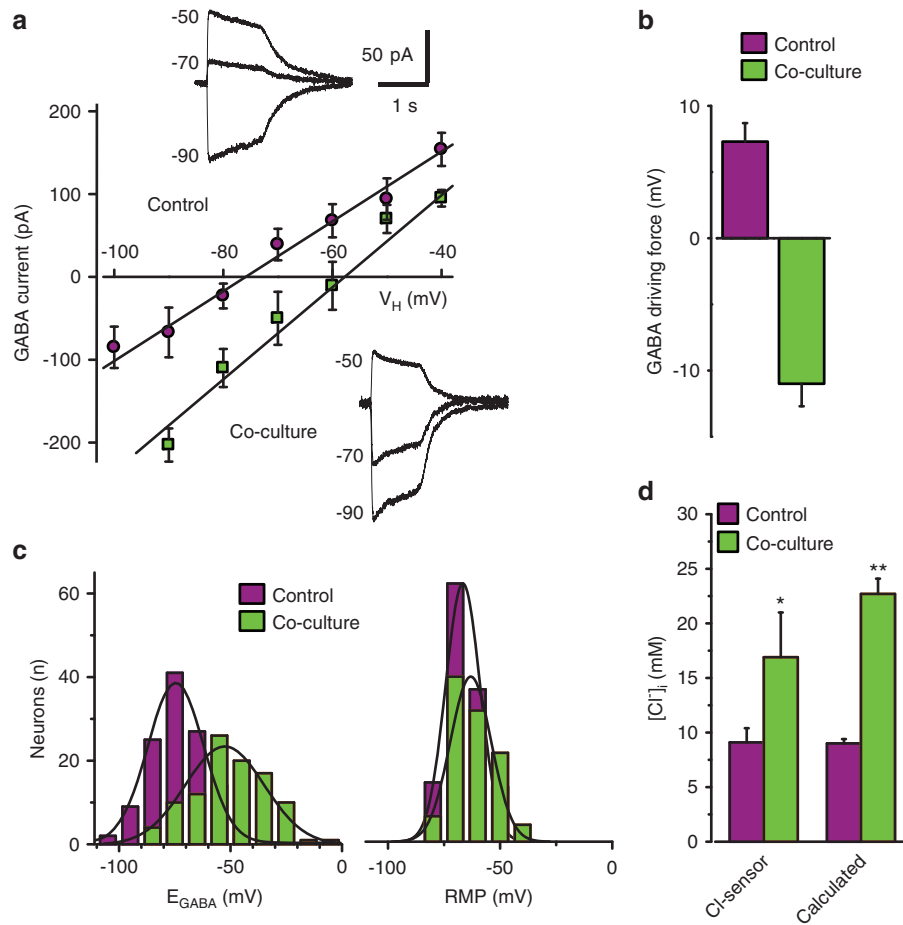 a
-50
-70
-90
50 pA
1 s
200
100
0
-100
-200
GABA current (pA)
Control
-100
-80
-60
-40
V_H (mV)
Co-culture
-50
-70
-90
b
Control
Co-culture
10
0
-10
GABA driving force (mV)
c
Control
Co-culture
60
40
20
0
Neurons (n)
-100
-50
0
E_GABA (mV)
-100
-50
0
RMP (mV)
d
Control
Co-culture
30
25
20
15
10
5
0
[Cl⁻]i (mM)
*
**
Cl-sensor
Calculated